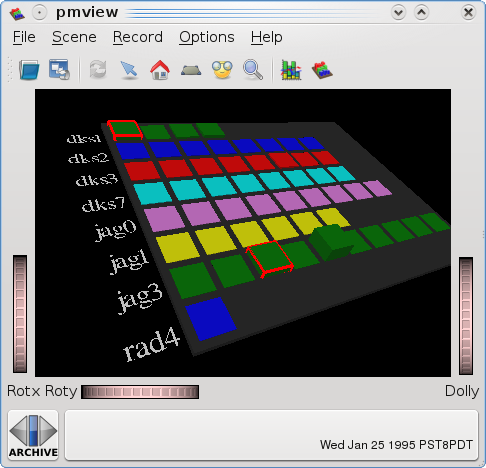 pmview
File Scene Record Options Help
dks1
dks2
dks3
dks7
jag0
jag1
jag3
rad4
Rotx Roty Dolly
ARCHIVE
Wed Jan 25 1995 PST8PDT